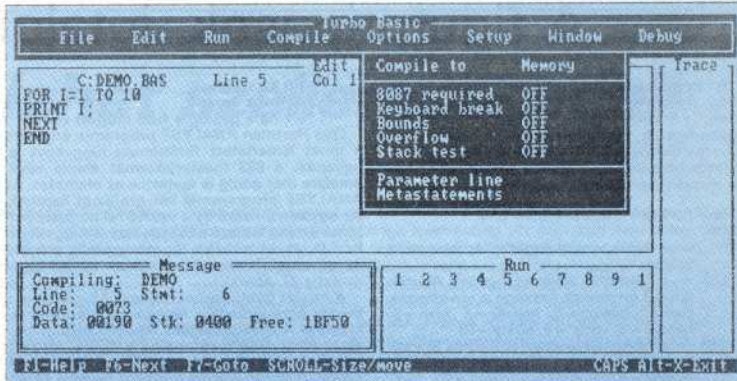 Turbo Basic
File Edit Run Compile Options Setup Window Debug
Edit
C:DEMO.BAS Line 5 Col 1
FOR I=1 TO 10
PRINT I;
NEXT
END
Compile to Memory
8087 required OFF
Keyboard break OFF
Bounds OFF
Overflow OFF
Stack test OFF
Parameter line
Metastatements
Trace
Message
Compiling: DEMO
Line: 5 Stmt: 6
Code: 0073
Data: 00190 Stk: 0400 Free: 1BF50
Run
1 2 3 4 5 6 7 8 9 1
F1-Help F6-Next F7-Goto SCROLL-Size/move CAPS Alt-X-Exit